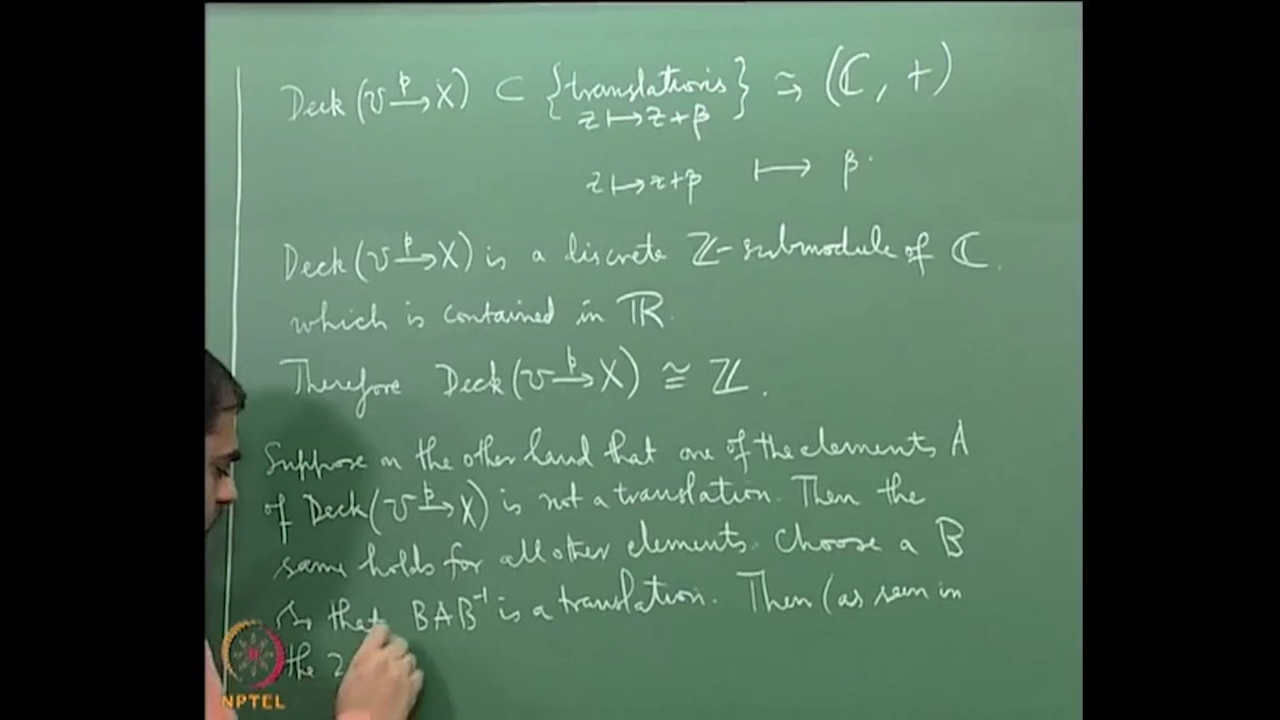 Deck (U →p X) ⊂ {translations} ⥲ (ℂ, +)
z ↦ z + β
z ↦ z + β ⟼ β.
Deck (U →p X) is a discrete ℤ-submodule of ℂ.
which is contained in ℝ.
Therefore Deck (U →p X) ≅ ℤ.
Suppose on the other hand that one of the elements A
of Deck (U →p X) is not a translation. Then the
same holds for all other elements. Choose a B
so that BAB⁻¹ is a translation. Then (as seen in
the 2
NPTEL